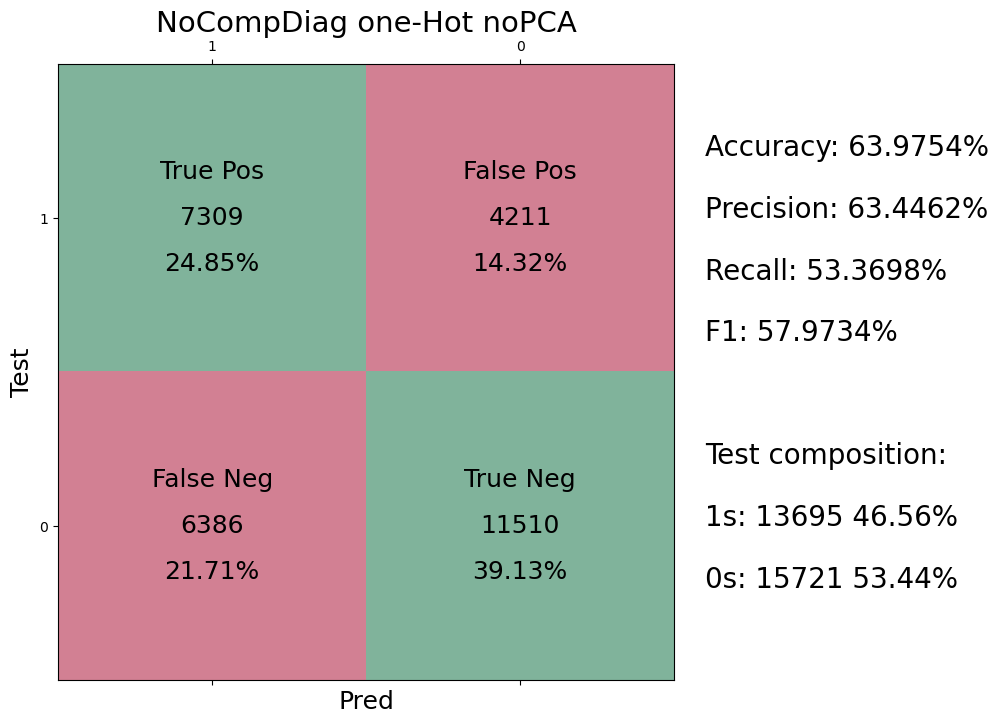 NoCompDiag one-Hot noPCA
1 0
True Pos
7309
24.85%
False Pos
4211
14.32%
1
Test
0
False Neg
6386
21.71%
True Neg
11510
39.13%
Pred
Accuracy: 63.9754%
Precision: 63.4462%
Recall: 53.3698%
F1: 57.9734%
Test composition:
1s: 13695 46.56%
0s: 15721 53.44%